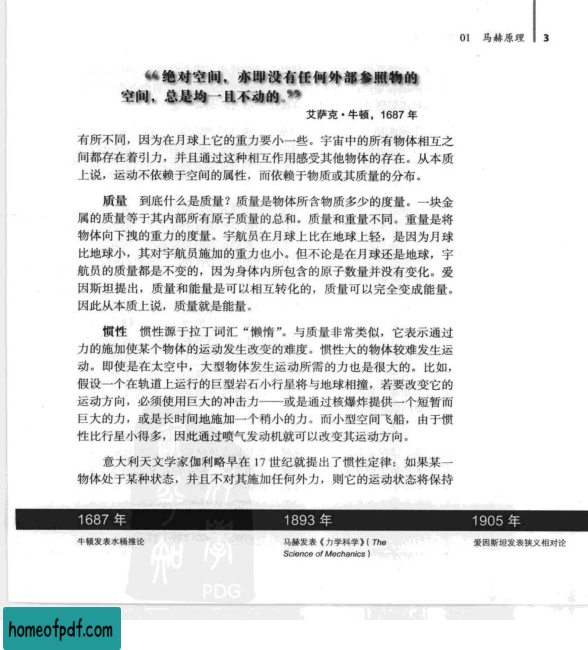 01 马赫原理 3
“绝对空间，亦即没有任何外部参照物的
空间，总是均一且不动的。”
艾萨克·牛顿，1687 年
有所不同，因为在月球上它的重力要小一些。宇宙中的所有物体相互之
间都存在着引力，并且通过这种相互作用感受其他物体的存在。从本质
上说，运动不依赖于空间的属性，而依赖于物质或其质量的分布。
质量 到底什么是质量？质量是物体所含物质多少的度量。一块金
属的质量等于其内部所有原子质量的总和。质量和重量不同。重量是将
物体向下拽的重力的度量。宇航员在月球上比在地球上轻，是因为月球
比地球小，其对宇航员施加的重力也小。但不论是在月球还是地球，宇
航员的质量都是不变的，因为身体内所包含的原子数量并没有变化。爱
因斯坦提出，质量和能量是可以相互转化的，质量可以完全变成能量。
因此从本质上说，质量就是能量。
惯性 惯性源于拉丁词汇“懒惰”。与质量非常类似，它表示通过
力的施加使某个物体的运动发生改变的难度。惯性大的物体较难发生运
动。即使是在太空中，大型物体发生运动所需的力也是很大的。比如，
假设一个在轨道上运行的巨型岩石小行星将与地球相撞，若要改变它的
运动方向，必须使用巨大的冲击力——或是通过核爆炸提供一个短暂而
巨大的力，或是长时间地施加一个稍小的力。而小型空间飞船，由于惯
性比行星小得多，因此通过喷气发动机就可以改变其运动方向。
意大利天文学家伽利略早在 17 世纪就提出了惯性定律：如果某一
物体处于某种状态，并且不对其施加任何外力，则它的运动状态将保持
1687 年 1893 年 1905 年
牛顿发表水桶推论 马赫发表《力学科学》（The 爱因斯坦发表狭义相对论
Science of Mechanics）
PDG
homeofpdf.com